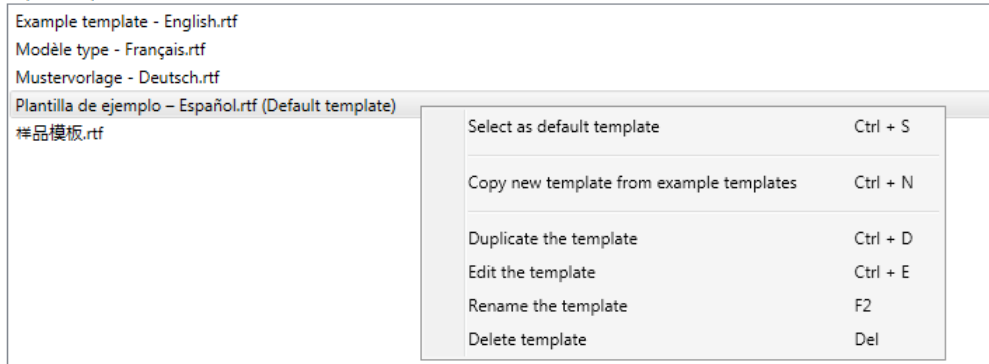 Example template - English.rtf
Modèle type - Français.rtf
Mustervorlage - Deutsch.rtf
Plantilla de ejemplo – Español.rtf (Default template)
样品模板.rtf
Select as default template Ctrl + S
Copy new template from example templates Ctrl + N
Duplicate the template Ctrl + D
Edit the template Ctrl + E
Rename the template F2
Delete template Del